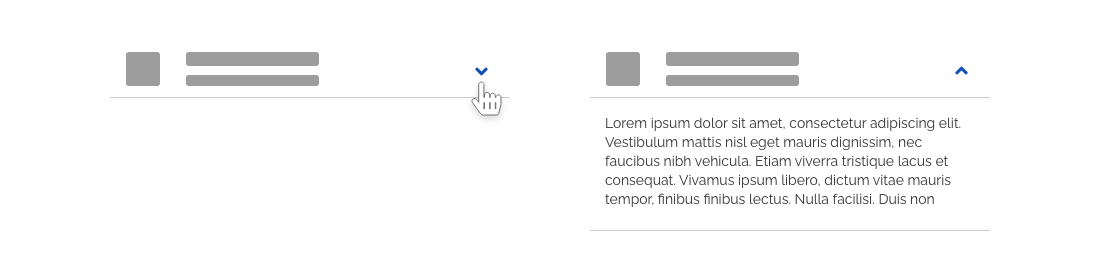 Lorem ipsum dolor sit amet, consectetur adipiscing elit.
Vestibulum mattis nisl eget mauris dignissim, nec
faucibus nibh vehicula. Etiam viverra tristique lacus et
consequat. Vivamus ipsum libero, dictum vitae mauris
tempor, finibus finibus lectus. Nulla facilisi. Duis non